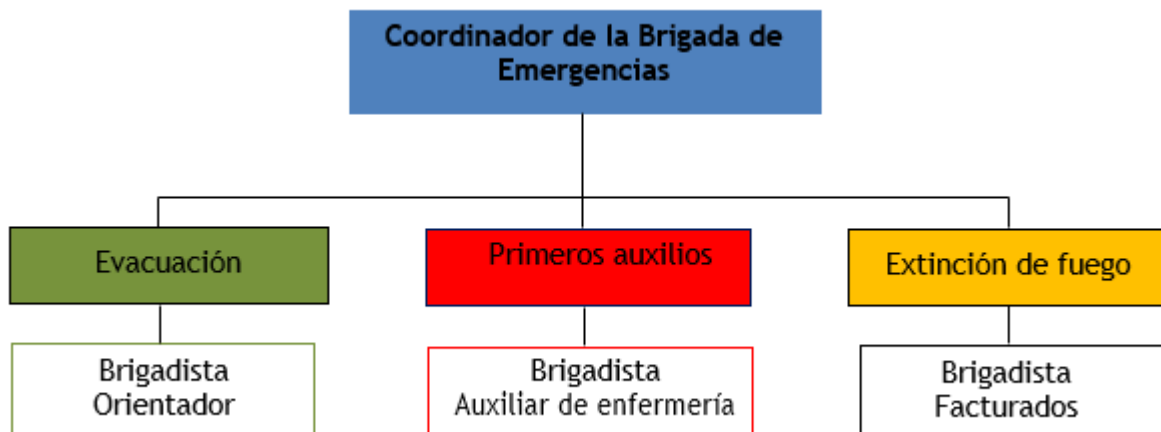 Coordinador de la Brigada de
Emergencias
Evacuación
Primeros auxilios
Extinción de fuego
Brigadista
Orientador
Brigadista
Auxiliar de enfermería
Brigadista
Facturados